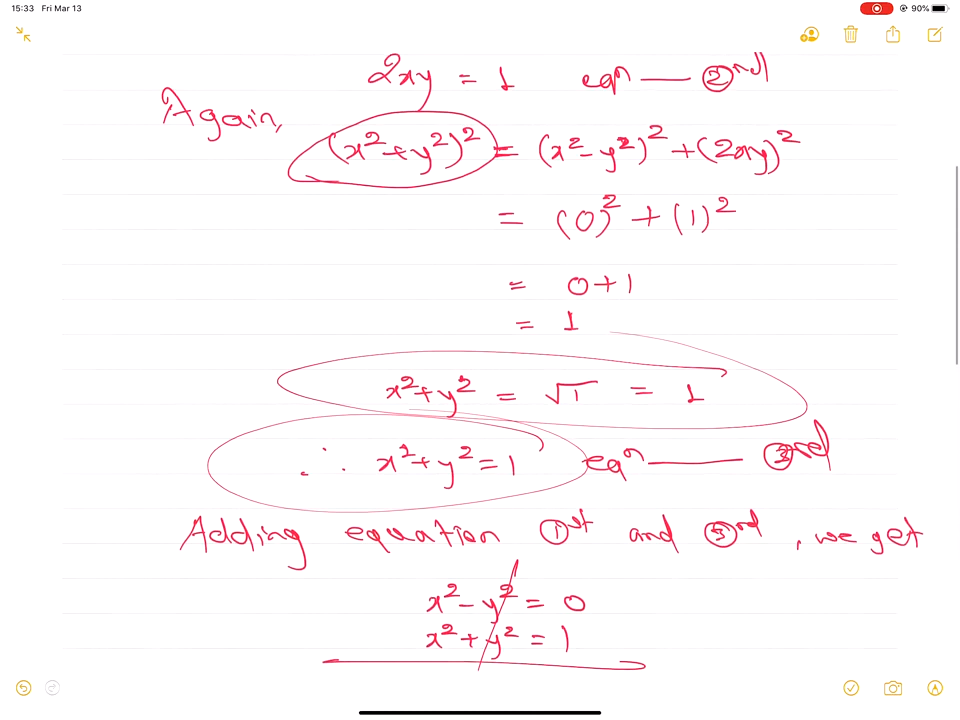 15:33 Fri Mar 13 90%
2xy = 1 eqn — 2nd
Again,
(x²+y²)² = (x²-y²)²+(2xy)²
= (0)² + (1)²
= 0+1
= 1
x²+y² = √1 = 1
∴ x²+y²=1 eqn — 3rd
Adding equation 1st and 3rd, we get
x²-y² = 0
x²+y² = 1